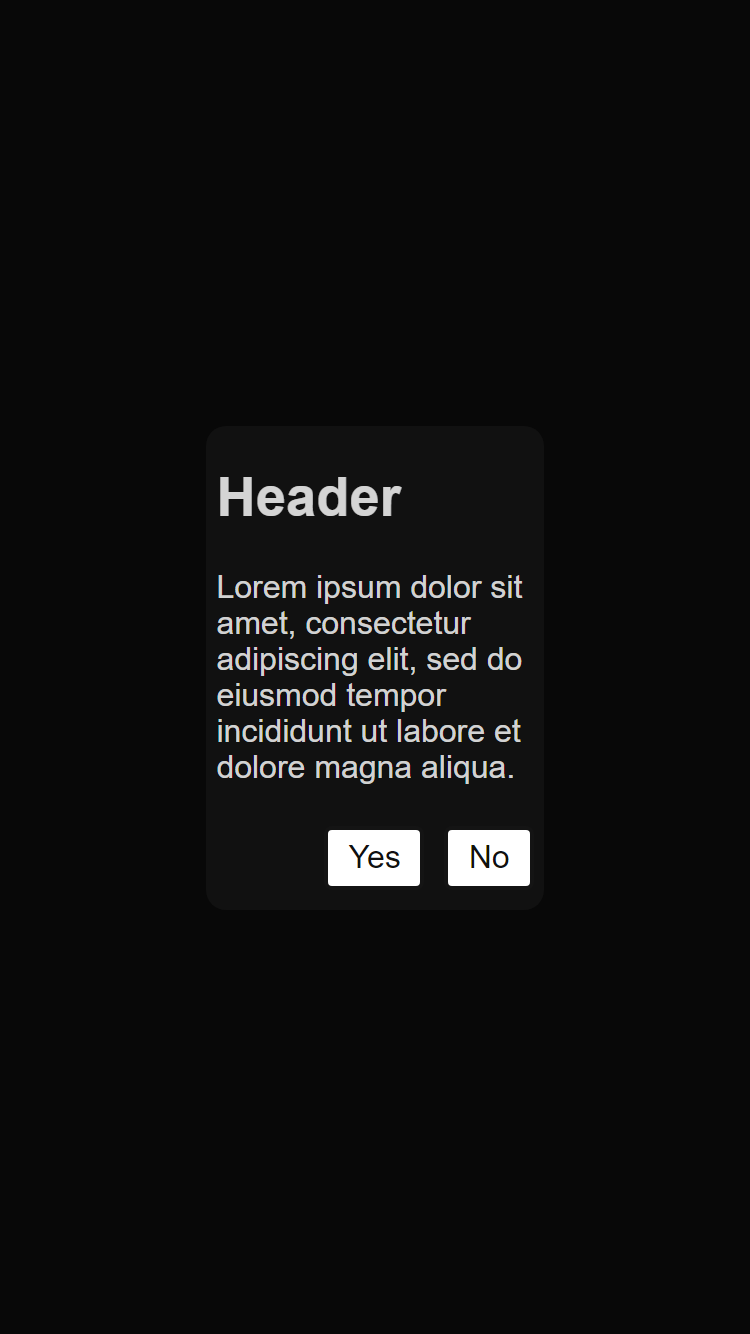 Header
Lorem ipsum dolor sit
amet, consectetur
adipiscing elit, sed do
eiusmod tempor
incididunt ut labore et
dolore magna aliqua.
Yes No